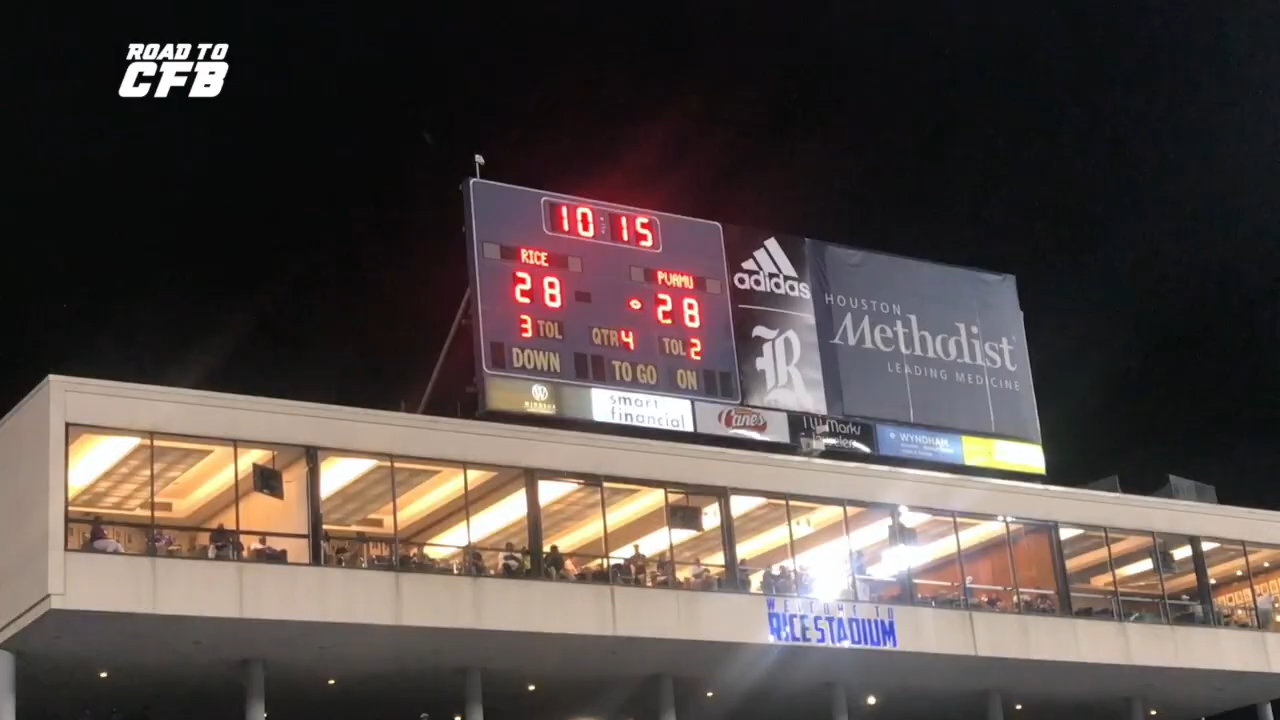 ROAD TO
CFB
10:15
RICE
PVAMU
28
28
3 TOL
QTR 4
TOL 2
DOWN
TO GO
ON
adidas
R
HOUSTON
Methodist
LEADING MEDICINE
smart
financial
Canes
WYNDHAM
WELCOME TO
RICE STADIUM